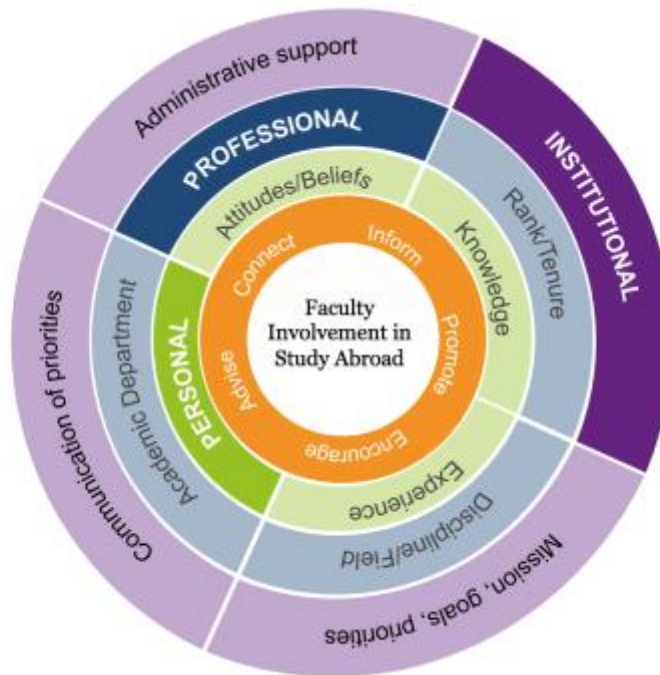 Administrative support
INSTITUTIONAL
Mission, goals, priorities
Communication of priorities
PROFESSIONAL
Rank/Tenure
Discipline/Field
Academic Department
Attitudes/Beliefs
Knowledge
Experience
PERSONAL
Connect
Inform
Promote
Encourage
Advise
Faculty
Involvement in
Study Abroad